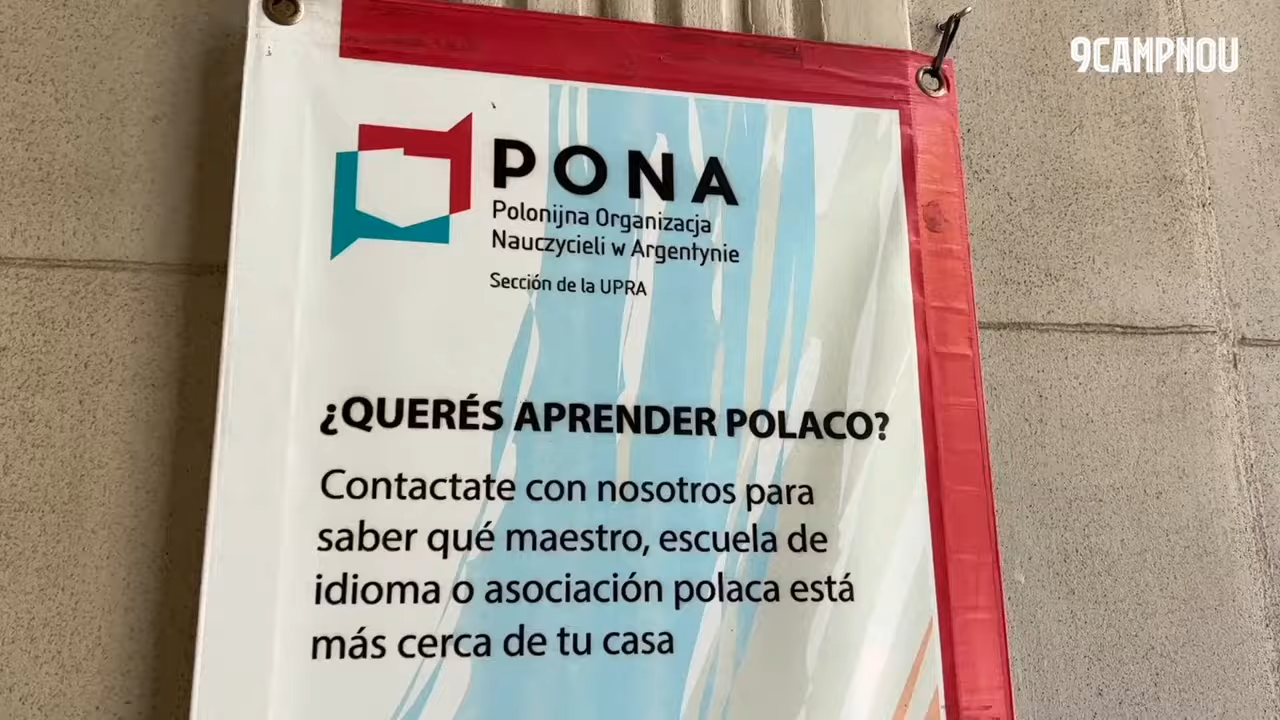 9CAMPNOU
PONA
Polonijna Organizacja
Nauczycieli w Argentynie
Sección de la UPRA
¿QUERÉS APRENDER POLACO?
Contactate con nosotros para
saber qué maestro, escuela de
idioma o asociación polaca está
más cerca de tu casa